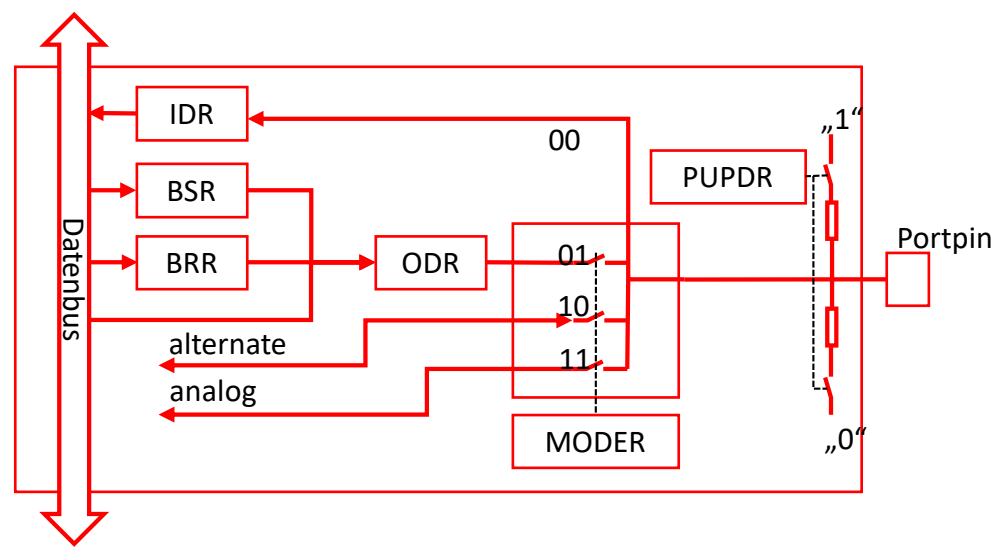 IDR
00
„1“
BSR
PUPDR
Datenbus
Portpin
BRR
ODR
01
10
alternate
11
analog
MODER
„0“